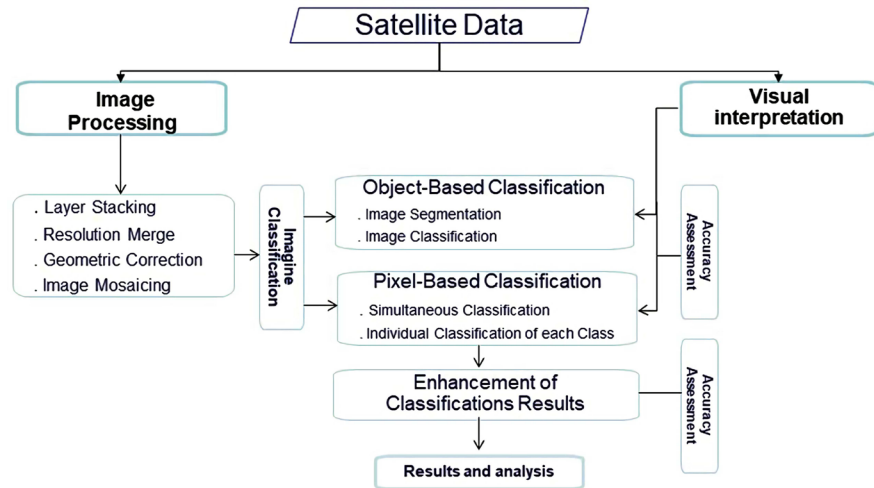 Satellite Data
Image
Processing
Visual
interpretation
. Layer Stacking
. Resolution Merge
. Geometric Correction
. Image Mosaicing
Imagine
Classification
Object-Based Classification
. Image Segmentation
. Image Classification
Pixel-Based Classification
. Simultaneous Classification
. Individual Classification of each Class
Accuracy
Assessment
Enhancement of
Classifications Results
Accuracy
Assessment
Results and analysis